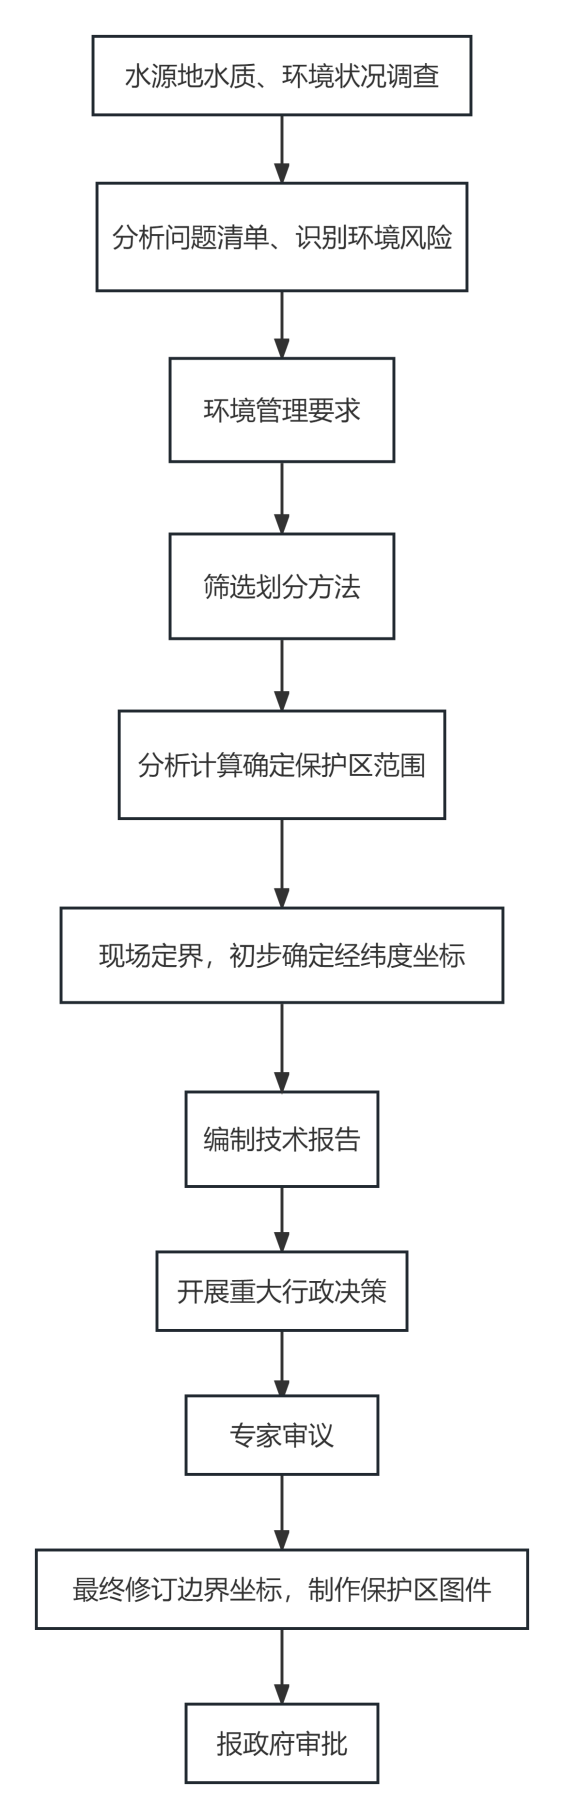 水源地水质、环境状况调查
分析问题清单、识别环境风险
环境管理要求
筛选划分方法
分析计算确定保护区范围
现场定界，初步确定经纬度坐标
编制技术报告
开展重大行政决策
专家审议
最终修订边界坐标，制作保护区图件
报政府审批